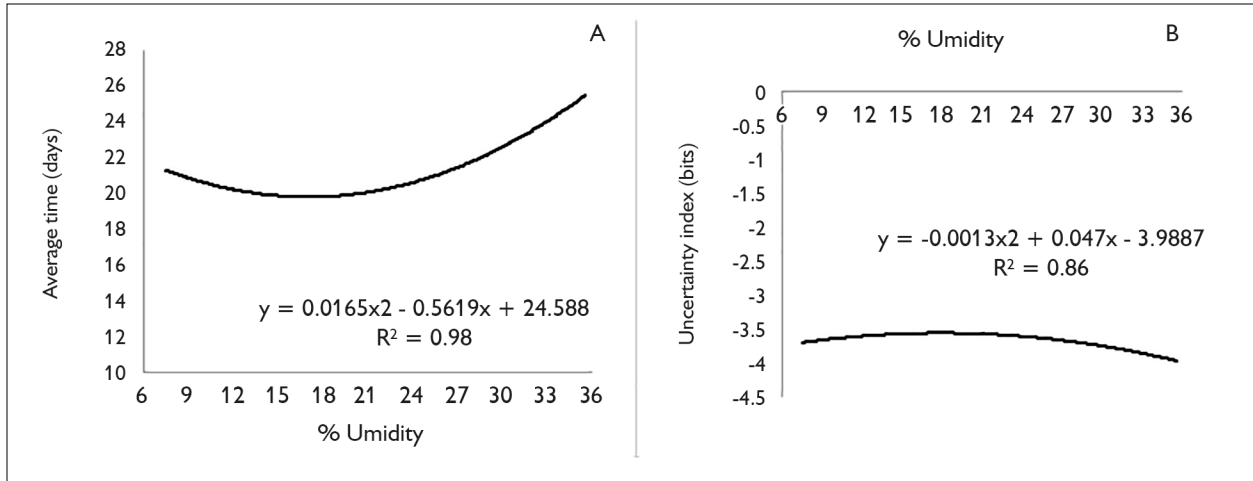 A
28
26
24
22
20
18
16
14
12
10
Average time (days)
y = 0.0165x2 - 0.5619x + 24.588
R² = 0.98
6 9 12 15 18 21 24 27 30 33 36
% Umidity
B
% Umidity
0
-0.5
-1
-1.5
-2
-2.5
-3
-3.5
-4
-4.5
6 9 12 15 18 21 24 27 30 33 36
Uncertainty index (bits)
y = -0.0013x2 + 0.047x - 3.9887
R² = 0.86